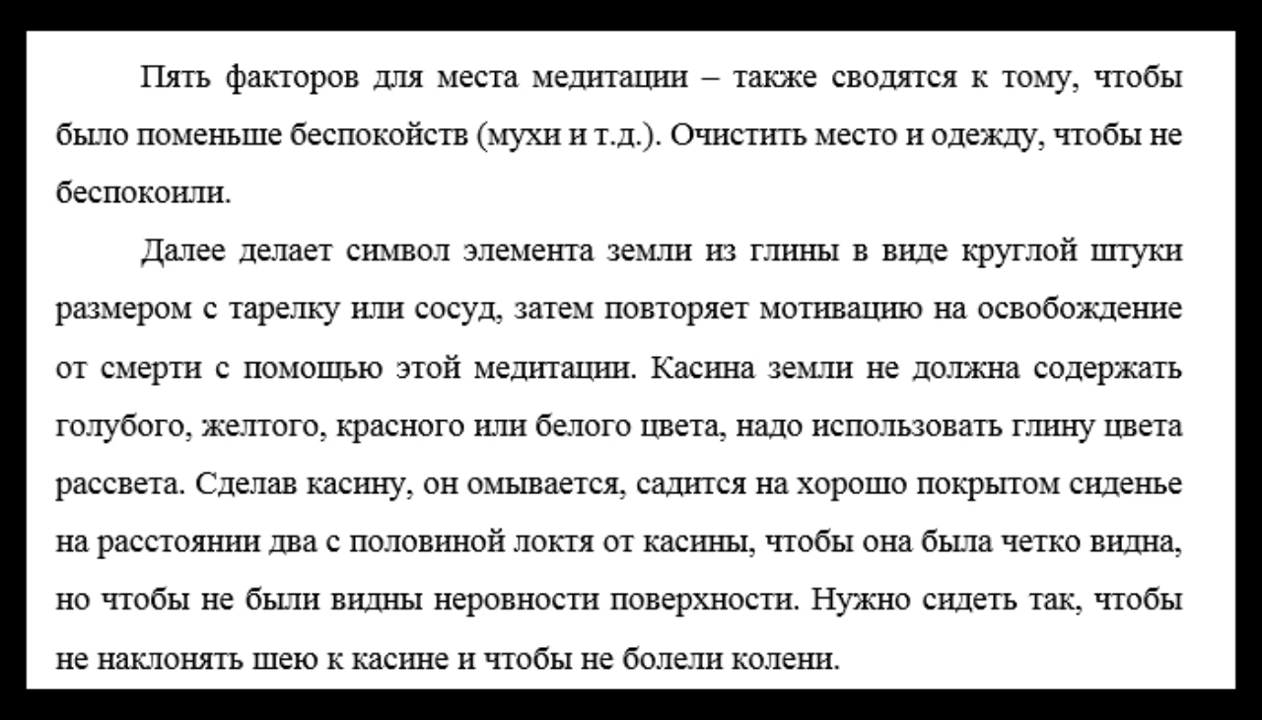 Пять факторов для места медитации – также сводятся к тому, чтобы
было поменьше беспокойств (мухи и т.д.). Очистить место и одежду, чтобы не
беспокоили.
Далее делает символ элемента земли из глины в виде круглой штуки
размером с тарелку или сосуд, затем повторяет мотивацию на освобождение
от смерти с помощью этой медитации. Касина земли не должна содержать
голубого, желтого, красного или белого цвета, надо использовать глину цвета
рассвета. Сделав касину, он омывается, садится на хорошо покрытом сиденье
на расстоянии два с половиной локтя от касины, чтобы она была четко видна,
но чтобы не были видны неровности поверхности. Нужно сидеть так, чтобы
не наклонять шею к касине и чтобы не болели колени.